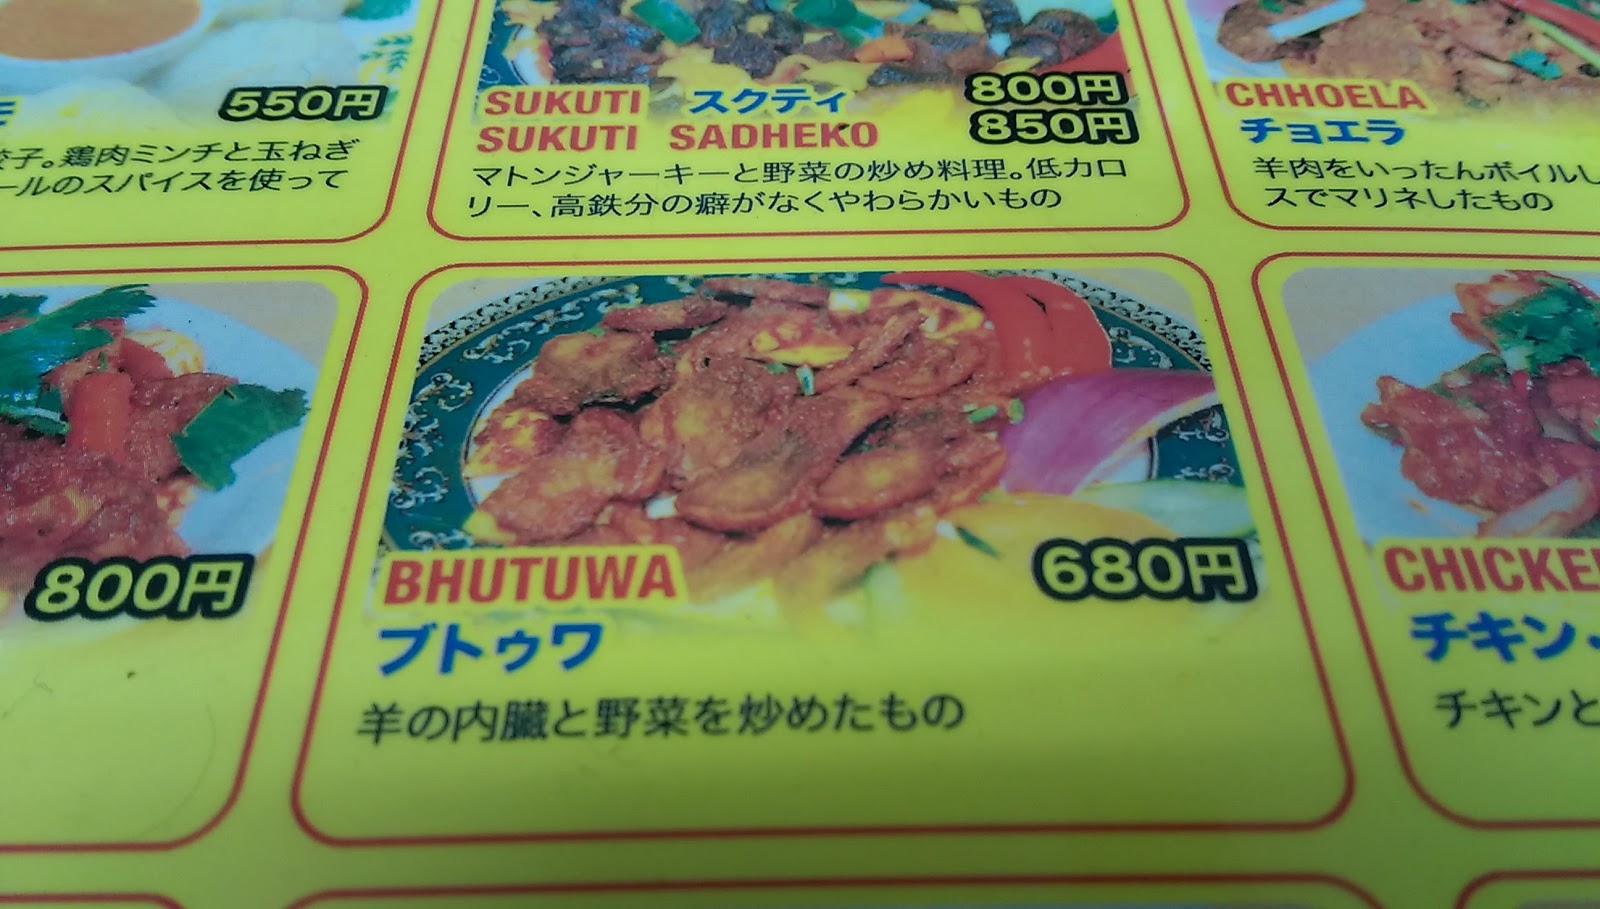 550円
餃子。鶏肉ミンチと玉ねぎ
ールのスパイスを使って
SUKUTI スクティ 800円
SUKUTI SADHEKO 850円
マトンジャーキーと野菜の炒め料理。低カロ
リー、高鉄分の癖がなくやわらかいもの
CHHOELA
チョエラ
羊肉をいったんボイルし
スでマリネしたもの
800円
BHUTUWA 680円
ブトゥワ
羊の内臓と野菜を炒めたもの
CHICKE
チキン・
チキンと